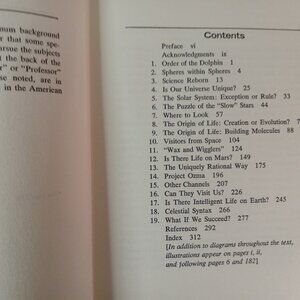 num background
r that some spe-
rsue the subjects
t the back of the
r" or "Professor"
se noted, are in
in the American
Contents
Preface vi
Acknowledgments ix
1. Order of the Dolphin 1
2. Spheres within Spheres 4
3. Science Reborn 13
4. Is Our Universe Unique? 25
5. The Solar System: Exception or Rule? 33
6. The Puzzle of the "Slow" Stars 44
7. Where to Look 57
8. The Origin of Life: Creation or Evolution? 7
9. The Origin of Life: Building Molecules 88
10. Visitors from Space 104
11. "Wax and Wigglers" 124
12. Is There Life on Mars? 149
13. The Uniquely Rational Way 175
14. Project Ozma 196
15. Other Channels 207
16. Can They Visit Us? 226
17. Is There Intelligent Life on Earth? 245
18. Celestial Syntax 266
19. What If We Succeed? 277
References 292
Index 312
[In addition to diagrams throughout the text,
illustrations appear on pages i, ii,
and following pages 6 and 182]